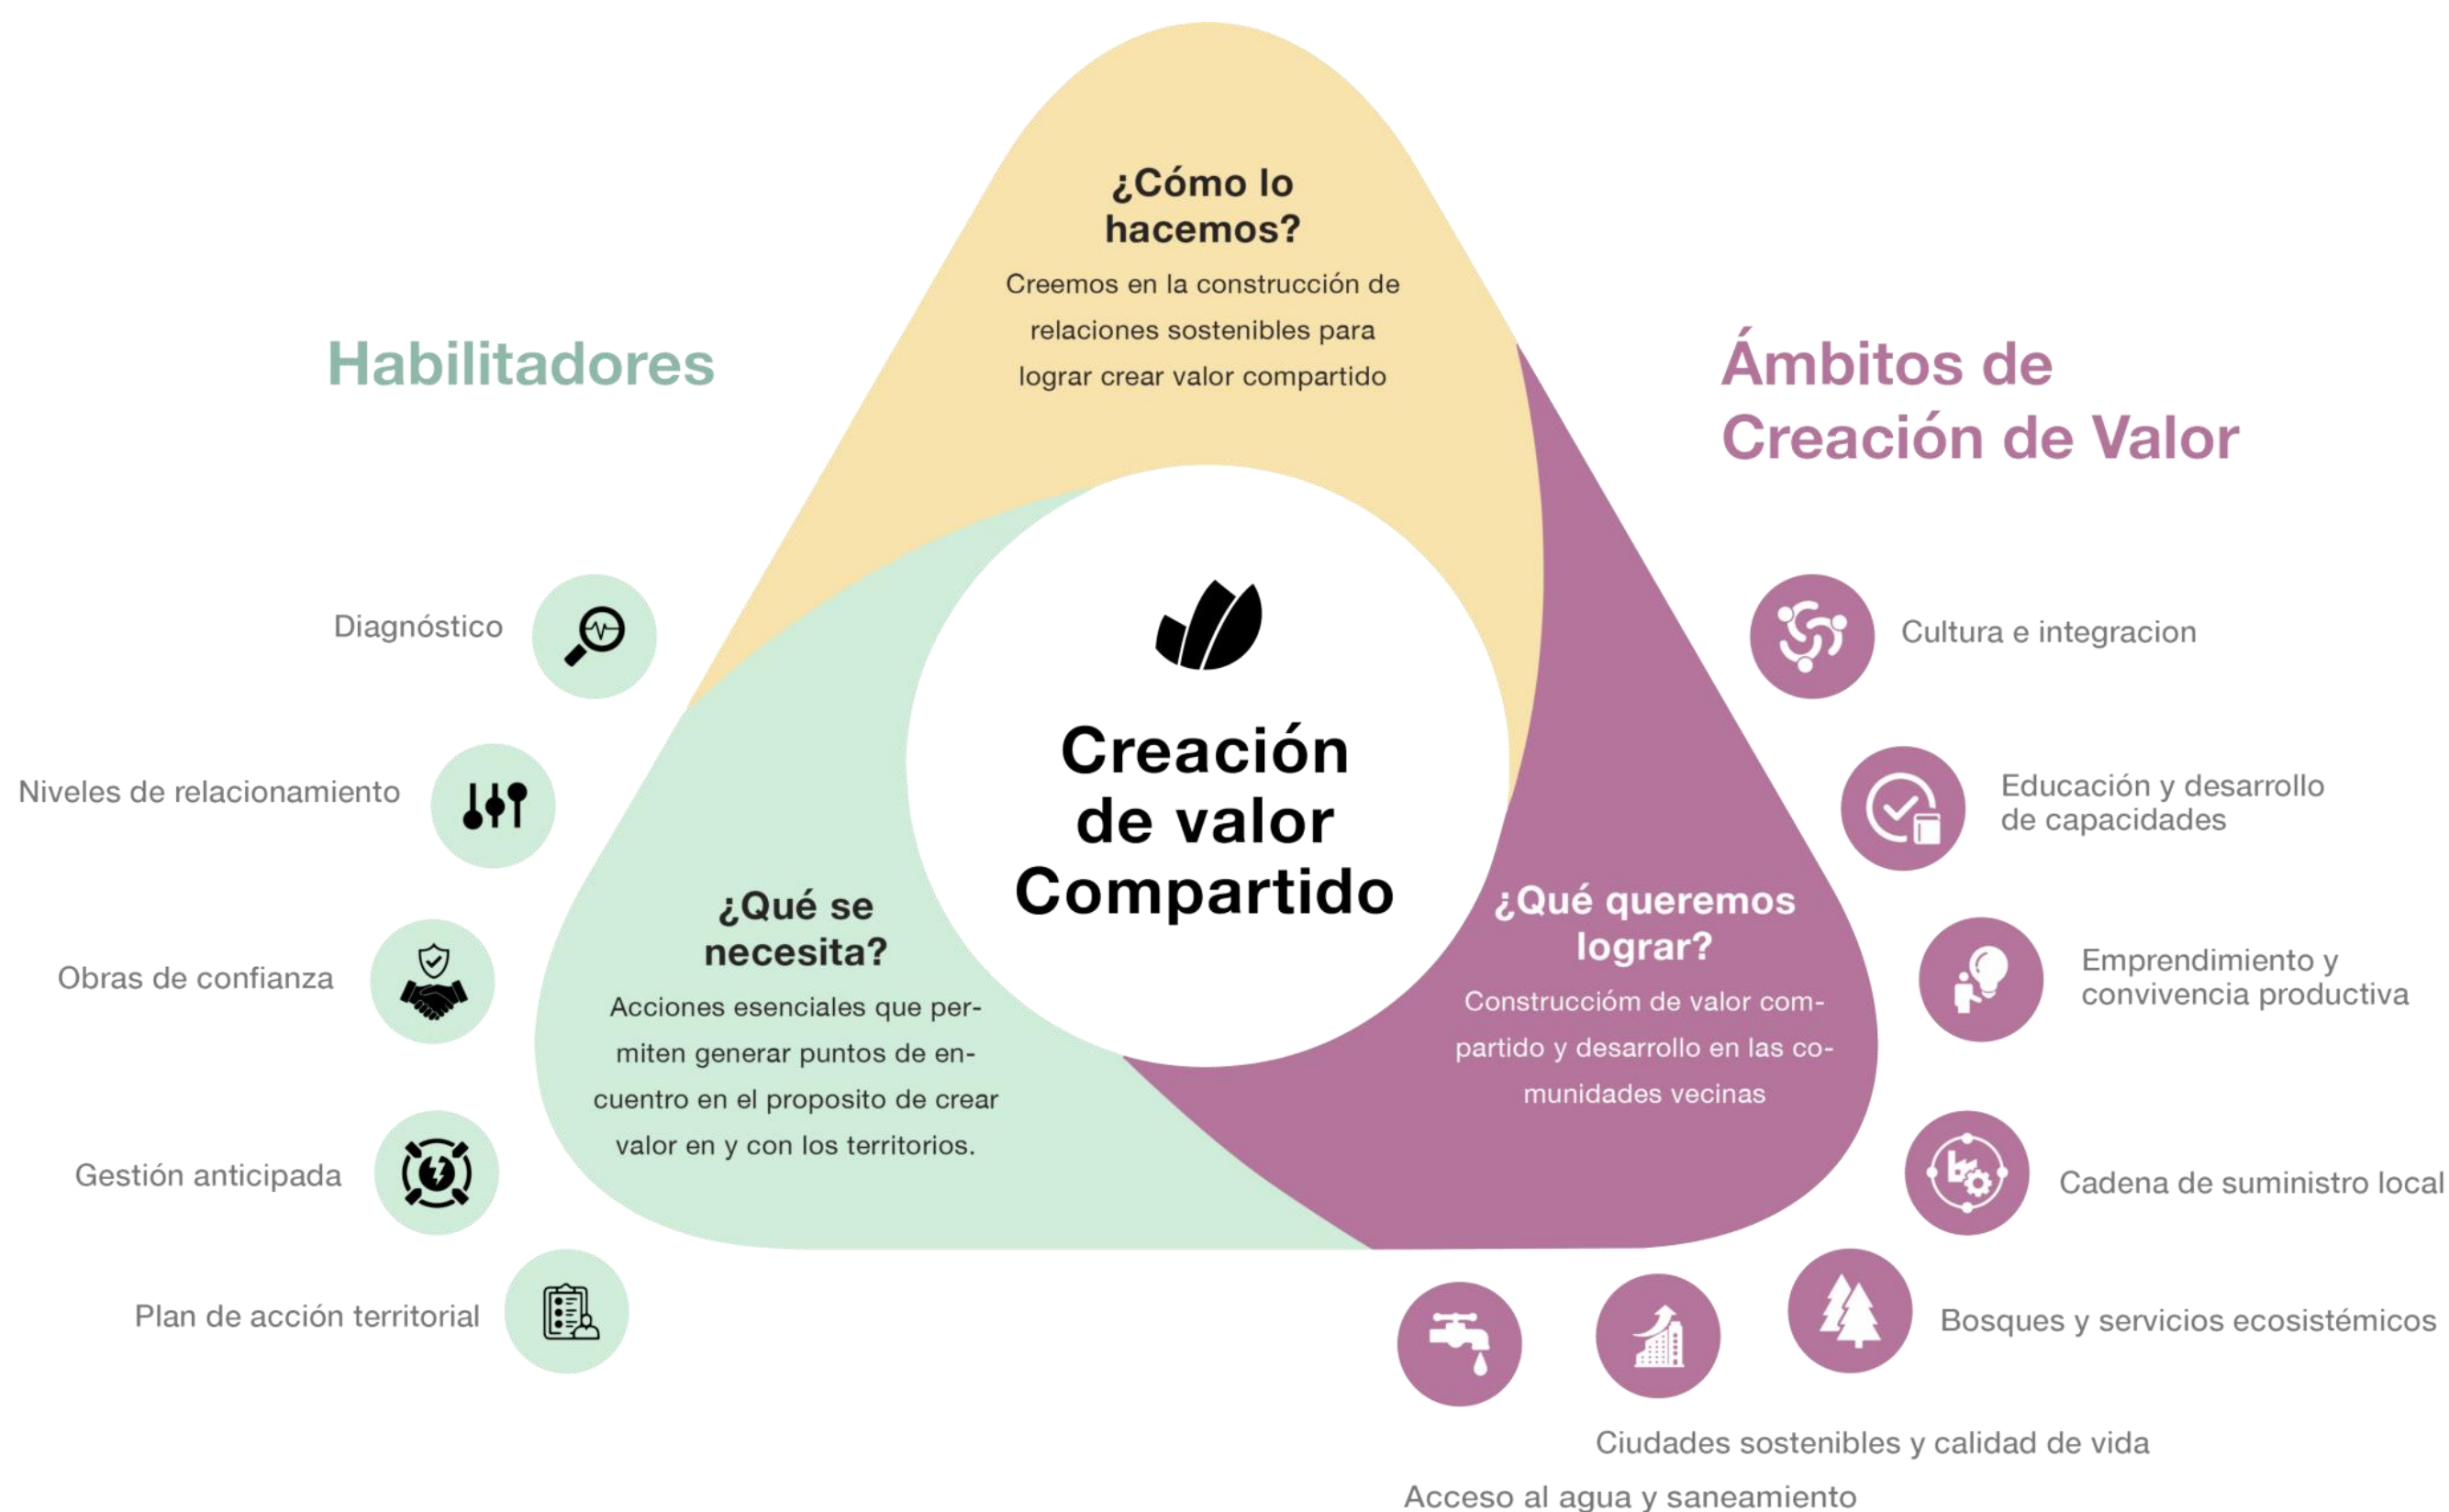 ¿Cómo lo
hacemos?
Creemos en la construcción de
relaciones sostenibles para
lograr crear valor compartido
Habilitadores
Diagnóstico
Niveles de relacionamiento
Obras de confianza
Gestión anticipada
Plan de acción territorial
¿Qué se
necesita?
Acciones esenciales que per-
miten generar puntos de en-
cuentro en el proposito de crear
valor en y con los territorios.
Creación
de valor
Compartido
¿Qué queremos
lograr?
Construccióm de valor com-
partido y desarrollo en las co-
munidades vecinas
Ámbitos de
Creación de Valor
Cultura e integracion
Educación y desarrollo
de capacidades
Emprendimiento y
convivencia productiva
Cadena de suministro local
Bosques y servicios ecosistémicos
Ciudades sostenibles y calidad de vida
Acceso al agua y saneamiento